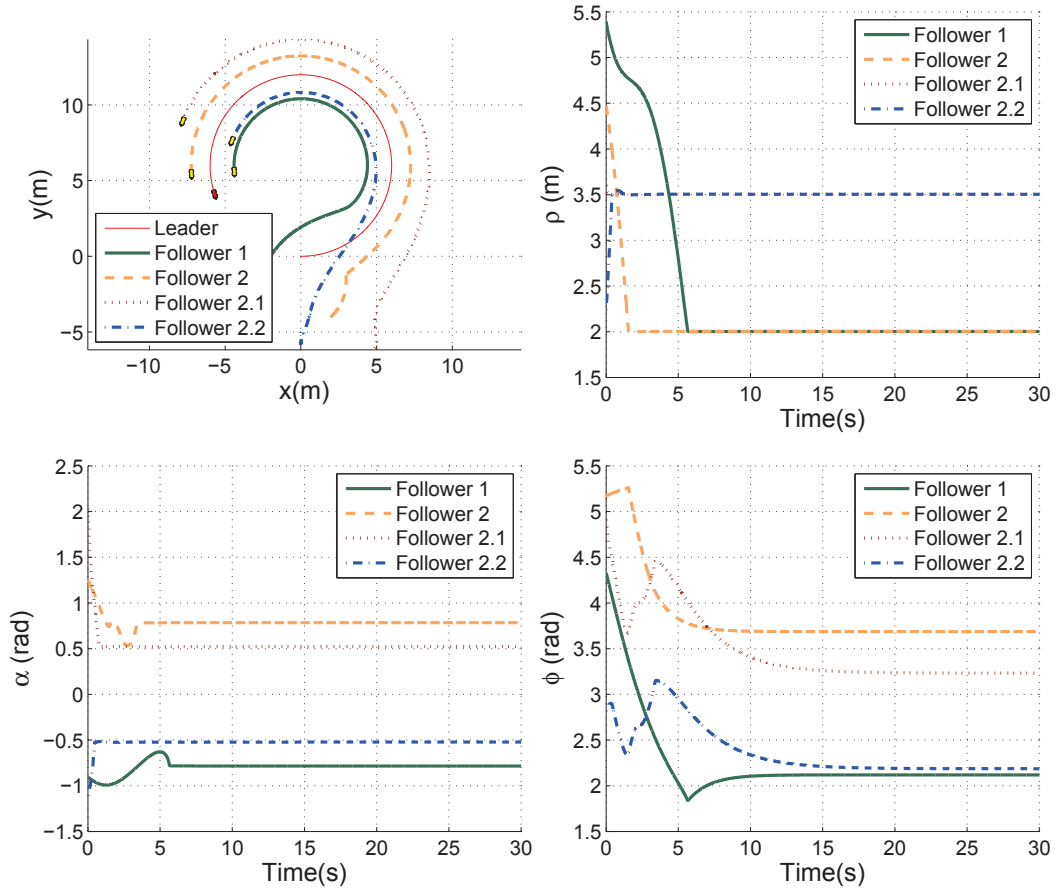 10
5
0
−5
y(m)
−10
−5
0
5
10
x(m)
Leader
Follower 1
Follower 2
Follower 2.1
Follower 2.2
5.5
5
4.5
4
3.5
3
2.5
2
1.5
ρ (m)
0
5
10
15
20
25
30
Time(s)
Follower 1
Follower 2
Follower 2.1
Follower 2.2
2.5
2
1.5
1
0.5
0
−0.5
−1
−1.5
α (rad)
0
5
10
15
20
25
30
Time(s)
Follower 1
Follower 2
Follower 2.1
Follower 2.2
5.5
5
4.5
4
3.5
3
2.5
2
1.5
ϕ (rad)
0
5
10
15
20
25
30
Time(s)
Follower 1
Follower 2
Follower 2.1
Follower 2.2